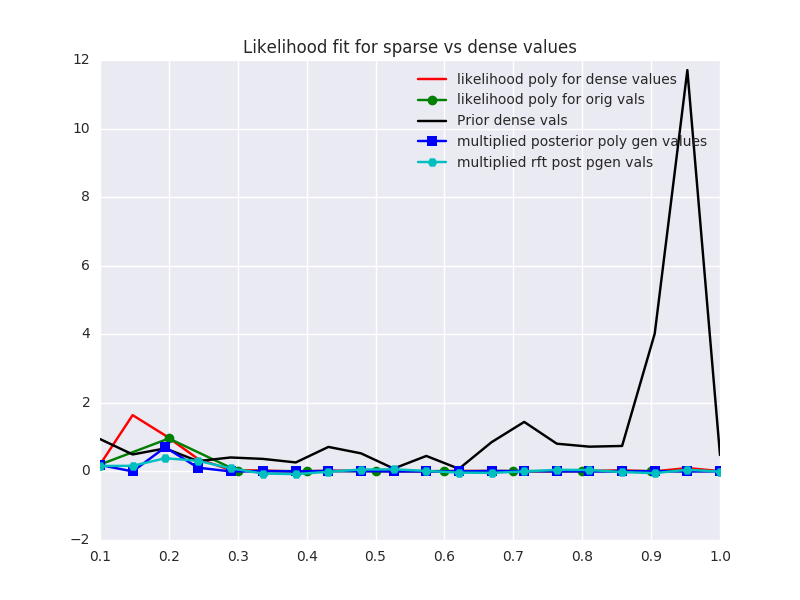 Likelihood fit for sparse vs dense values
12
10
8
6
4
2
0
−2
likelihood poly for dense values
likelihood poly for orig vals
Prior dense vals
multiplied posterior poly gen values
multiplied rft post pgen vals
0.1 0.2 0.3 0.4 0.5 0.6 0.7 0.8 0.9 1.0